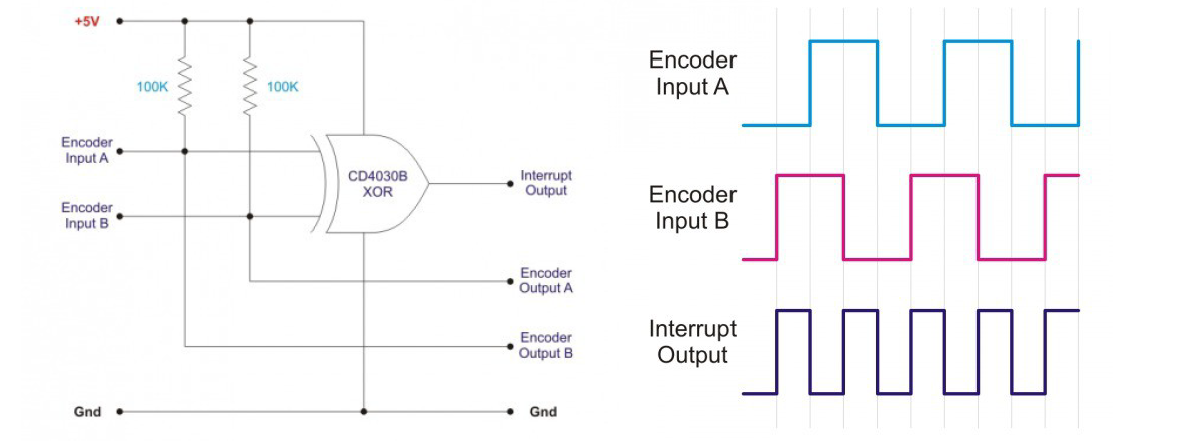 +5V
100K
100K
Encoder
Input A
CD4030B
XOR
Interrupt
Output
Encoder
Input B
Encoder
Output A
Encoder
Output B
Gnd
Gnd
Encoder
Input A
Encoder
Input B
Interrupt
Output